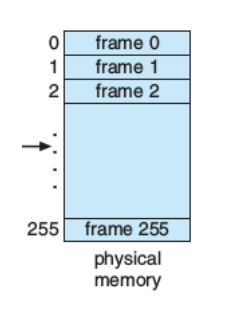 0 frame 0
1 frame 1
2 frame 2
255 frame 255
physical
memory